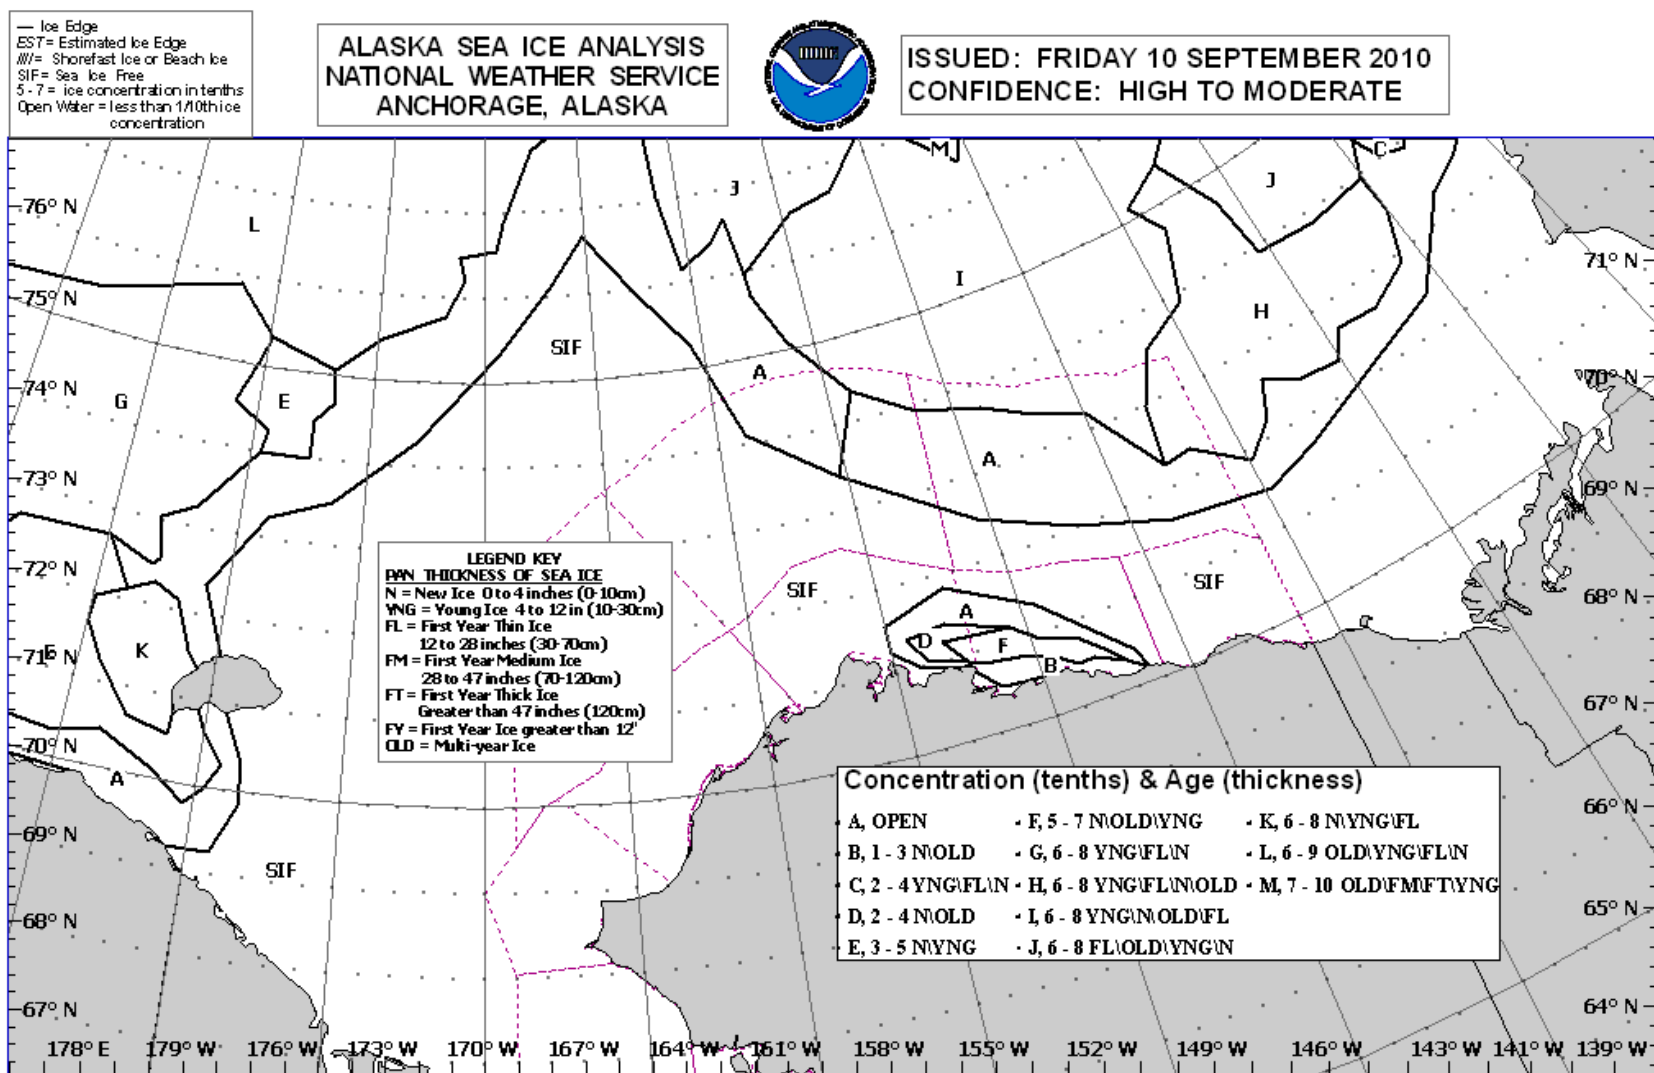 — Ice Edge
EST = Estimated Ice Edge
////= Shorefast Ice or Beach Ice
SIF= Sea Ice Free
5 - 7 = ice concentration in tenths
Open Water = less than 1/10th ice
concentration
ALASKA SEA ICE ANALYSIS
NATIONAL WEATHER SERVICE
ANCHORAGE, ALASKA
ISSUED: FRIDAY 10 SEPTEMBER 2010
CONFIDENCE: HIGH TO MODERATE
M
C
J
J
76° N
L
71° N
I
75° N
H
SIF
A
70° N
74° N
G
E
A
73° N
69° N
72° N
SIF
SIF
68° N
A
D
F
B
71° N
E
K
67° N
70° N
A
69° N
66° N
SIF
68° N
65° N
67° N
64° N
LEGEND KEY
PAN THICKNESS OF SEA ICE
N = New Ice 0 to 4 inches (0-10cm)
YNG = Young Ice 4 to 12 in (10-30cm)
FL = First Year Thin Ice
12 to 28 inches (30-70cm)
FM = First Year Medium Ice
28 to 47 inches (70-120cm)
FT = First Year Thick Ice
Greater than 47 inches (120cm)
FY = First Year Ice greater than 12"
OLD = Multi-year Ice
Concentration (tenths) & Age (thickness)
A, OPEN - F, 5 - 7 N\OLD\YNG - K, 6 - 8 N\YNG\FL
B, 1 - 3 N\OLD - G, 6 - 8 YNG\FL\N - L, 6 - 9 OLD\YNG\FL\N
C, 2 - 4 YNG\FL\N - H, 6 - 8 YNG\FL\N\OLD - M, 7 - 10 OLD\FM\FT\YNG
D, 2 - 4 N\OLD - I, 6 - 8 YNG\N\OLD\FL
E, 3 - 5 N\YNG - J, 6 - 8 FL\OLD\YNG\N
178° E 179° W 176° W 173° W 170° W 167° W 164° W 161° W 158° W 155° W 152° W 149° W 146° W 143° W 141° W 139° W